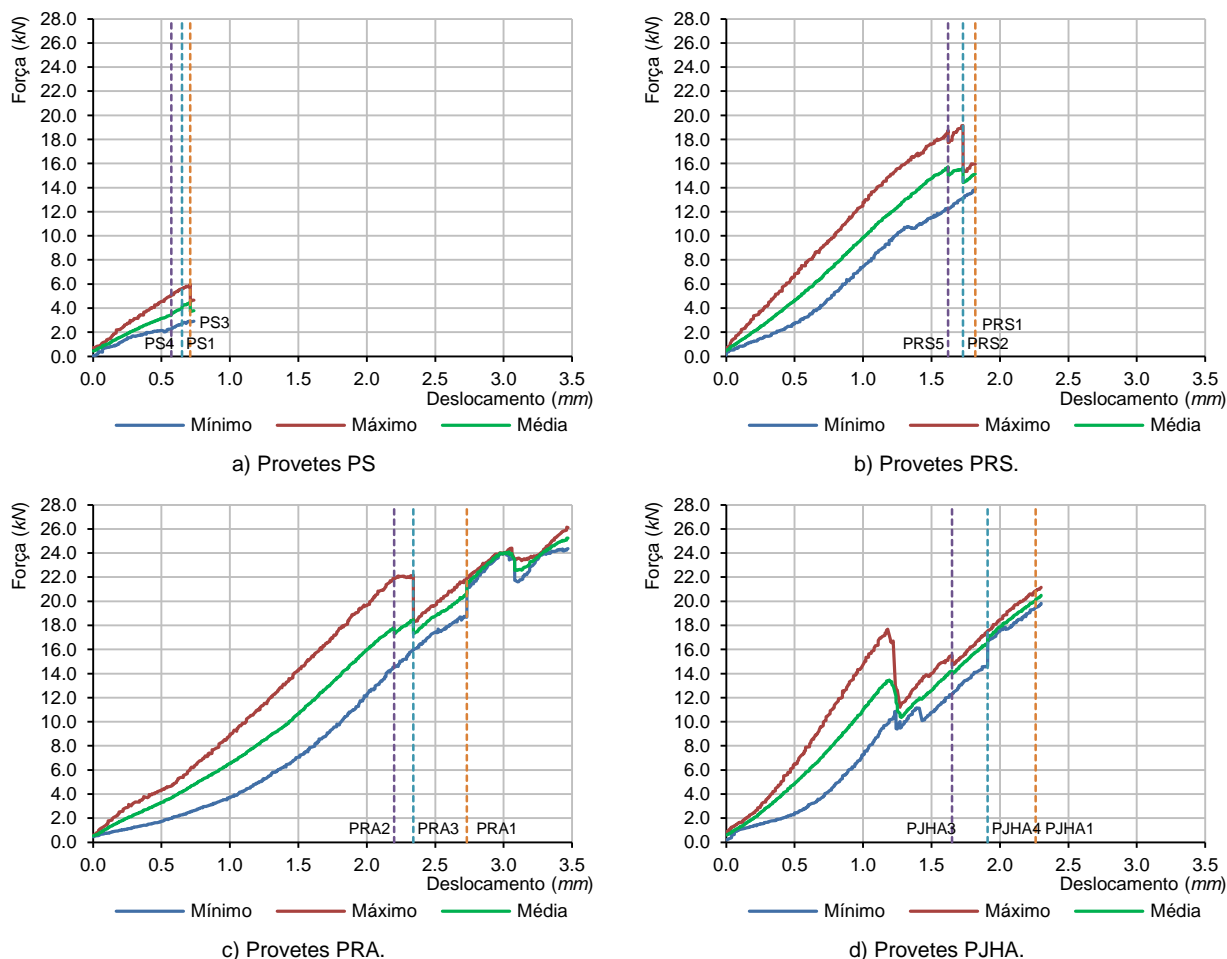 Força (kN)
28.0
26.0
24.0
22.0
20.0
18.0
16.0
14.0
12.0
10.0
8.0
6.0
4.0
2.0
0.0
PS3
PS4
PS1
0.0 0.5 1.0 1.5 2.0 2.5 3.0 3.5
Deslocamento (mm)
Mínimo Máximo Média
a) Provetes PS
Força (kN)
28.0
26.0
24.0
22.0
20.0
18.0
16.0
14.0
12.0
10.0
8.0
6.0
4.0
2.0
0.0
PRS1
PRS5
PRS2
0.0 0.5 1.0 1.5 2.0 2.5 3.0 3.5
Deslocamento (mm)
Mínimo Máximo Média
b) Provetes PRS.
Força (kN)
28.0
26.0
24.0
22.0
20.0
18.0
16.0
14.0
12.0
10.0
8.0
6.0
4.0
2.0
0.0
PRA2 PRA3 PRA1
0.0 0.5 1.0 1.5 2.0 2.5 3.0 3.5
Deslocamento (mm)
Mínimo Máximo Média
c) Provetes PRA.
Força (kN)
28.0
26.0
24.0
22.0
20.0
18.0
16.0
14.0
12.0
10.0
8.0
6.0
4.0
2.0
0.0
PJHA3 PJHA4 PJHA1
0.0 0.5 1.0 1.5 2.0 2.5 3.0 3.5
Deslocamento (mm)
Mínimo Máximo Média
d) Provetes PJHA.